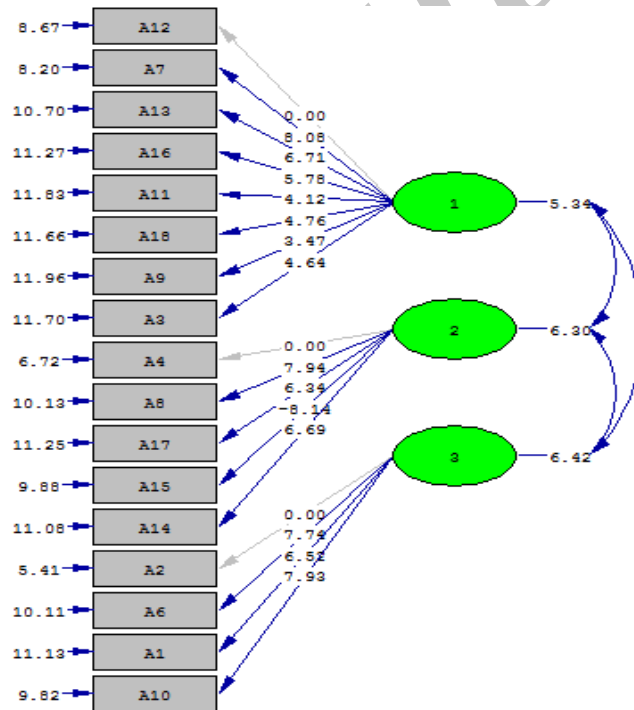 8.67 A12
8.20 A7
10.70 A13
11.27 A16
11.83 A11
11.66 A18
11.96 A9
11.70 A3
6.72 A4
10.13 A8
11.25 A17
9.88 A15
11.08 A14
5.41 A2
10.11 A6
11.13 A1
9.82 A10
0.00
8.08
6.71
5.78
4.12
4.76
3.47
4.64
0.00
7.94
6.34
-8.14
6.69
0.00
7.74
6.52
7.93
1 5.34
2 6.30
3 6.42